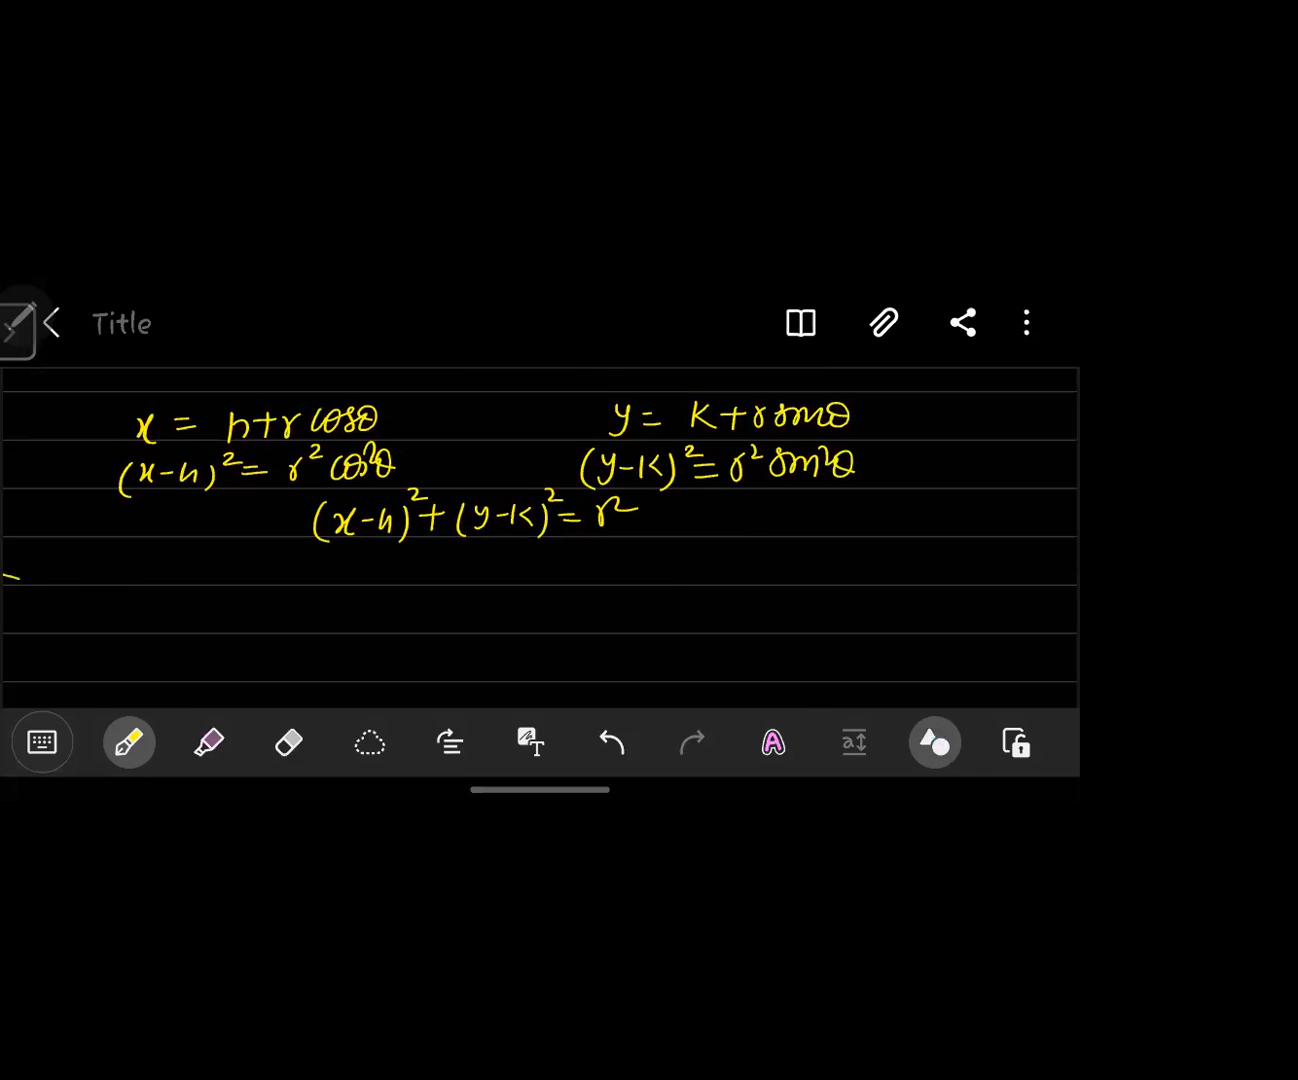 Title
x = h+r cosθ y = k+r sinθ
(x-h)² = r² cos²θ (y-k)² = r² sin²θ
(x-h)² + (y-k)² = r²
A a